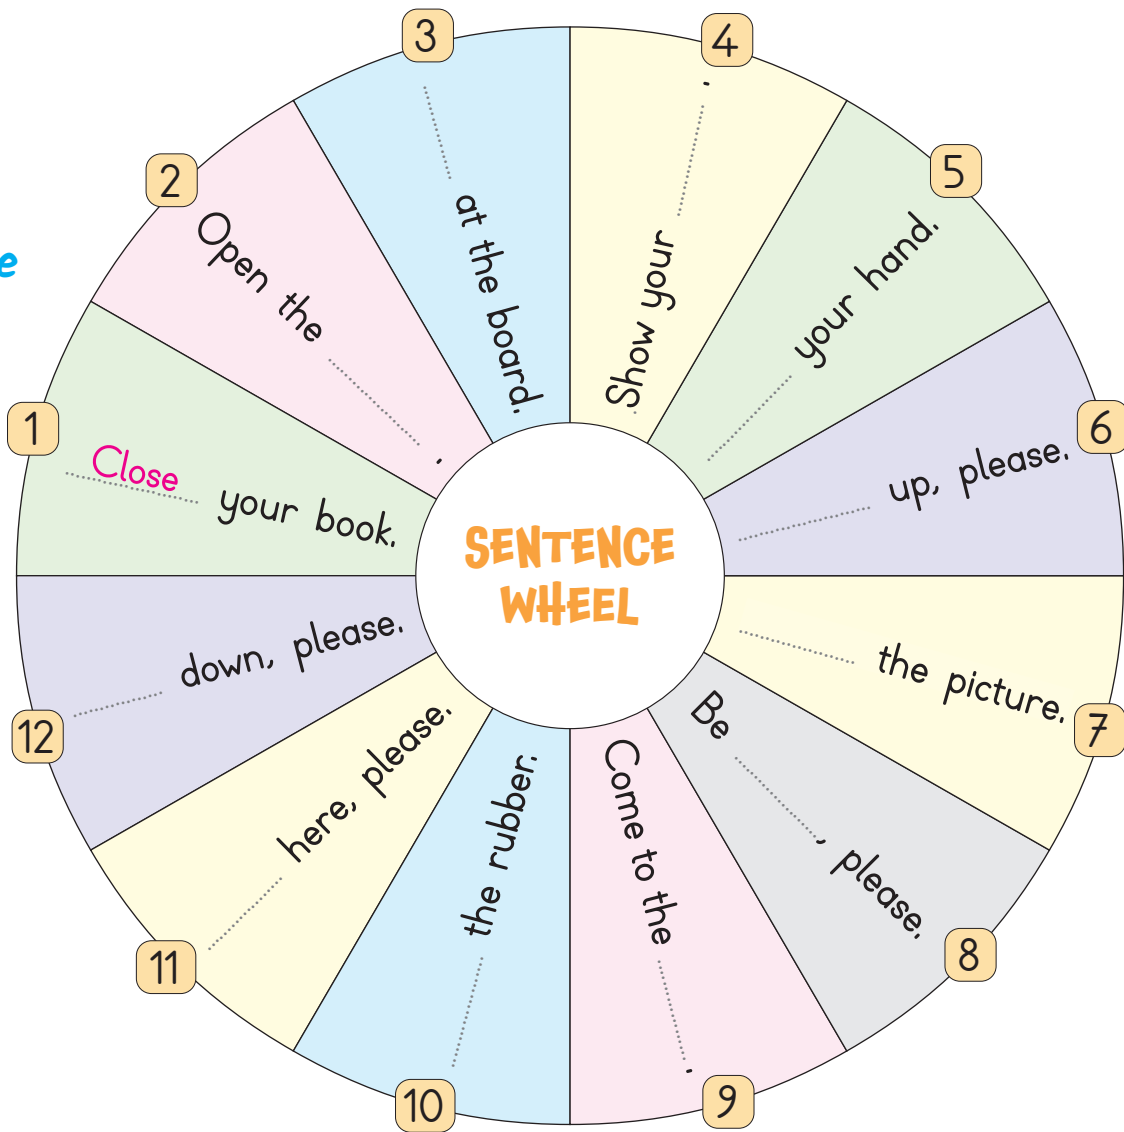 e
1
Close your book.
2
Open the .
3
at the board.
4
Show your .
5
your hand.
6
up, please.
7
the picture.
8
Be , please.
9
Come to the .
10
the rubber.
11
here, please.
12
down, please.
SENTENCE
WHEEL